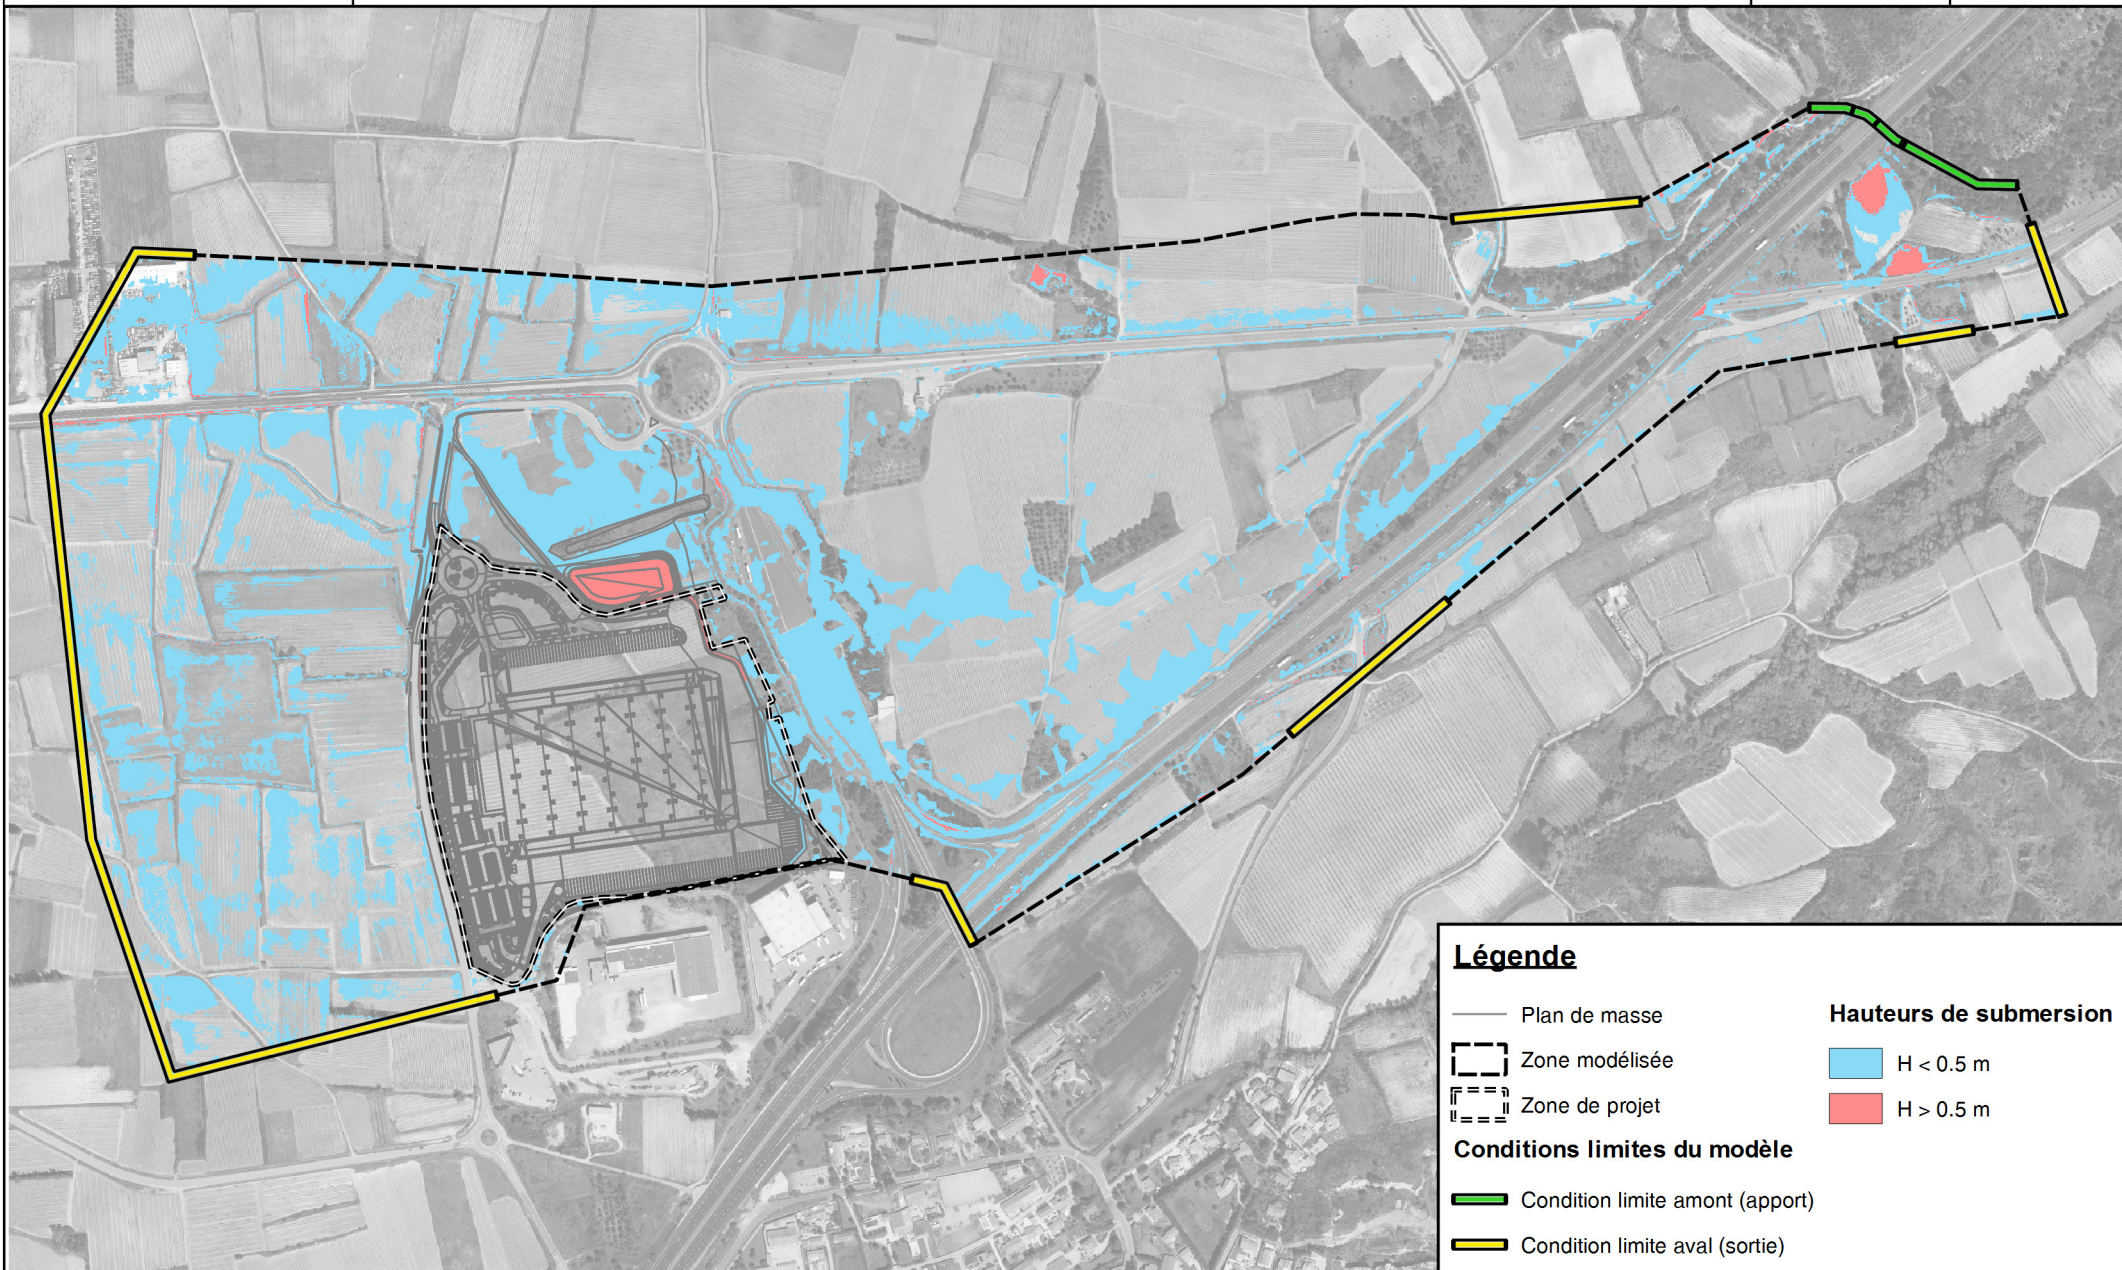 Légende
Plan de masse
Zone modélisée
Zone de projet
Conditions limites du modèle
Condition limite amont (apport)
Condition limite aval (sortie)
Hauteurs de submersion
H < 0.5 m
H > 0.5 m